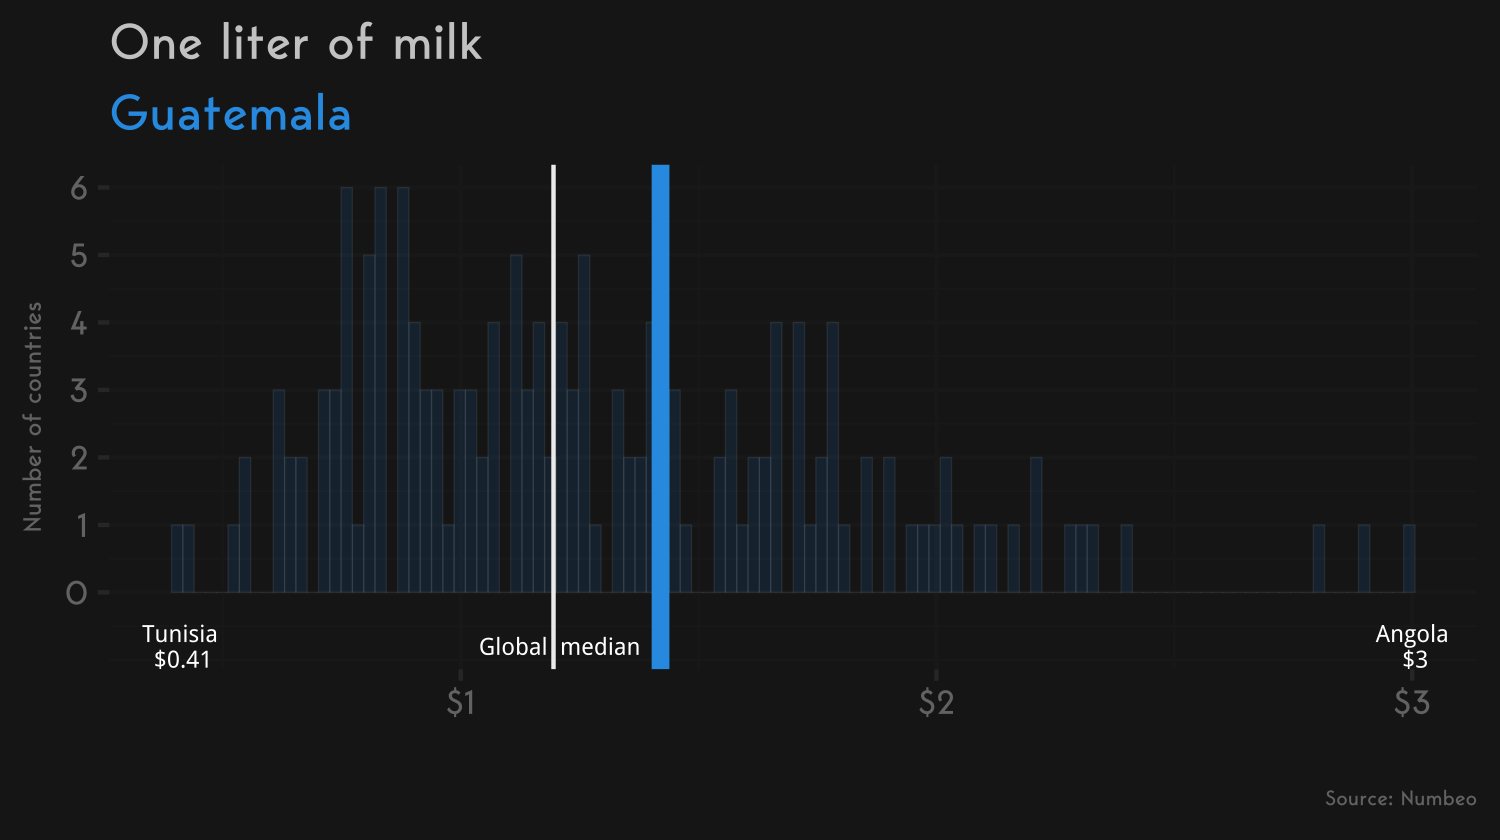 One liter of milk
Guatemala
Number of countries
6
5
4
3
2
1
0
Tunisia
$0.41
Global median
Angola
$3
$1 $2 $3
Source: Numbeo